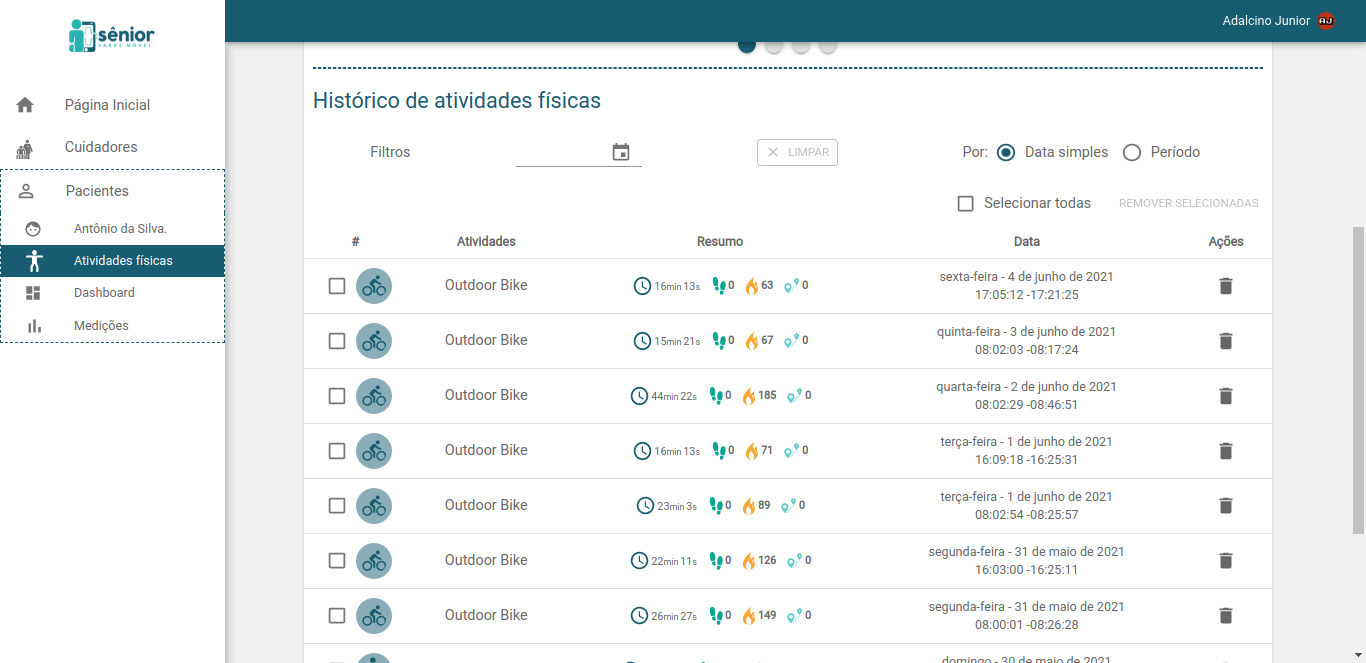 sênior
SAÚDE MÓVEL
Adalcino Junior AJ
Página Inicial
Cuidadores
Pacientes
Antônio da Silva.
Atividades físicas
Dashboard
Medições
Histórico de atividades físicas
Filtros LIMPAR Por: Data simples Período
Selecionar todas REMOVER SELECIONADAS
# Atividades Resumo Data Ações
Outdoor Bike 16min 13s 0 63 0 sexta-feira - 4 de junho de 2021
17:05:12 -17:21:25
Outdoor Bike 15min 21s 0 67 0 quinta-feira - 3 de junho de 2021
08:02:03 -08:17:24
Outdoor Bike 44min 22s 0 185 0 quarta-feira - 2 de junho de 2021
08:02:29 -08:46:51
Outdoor Bike 16min 13s 0 71 0 terça-feira - 1 de junho de 2021
16:09:18 -16:25:31
Outdoor Bike 23min 3s 0 89 0 terça-feira - 1 de junho de 2021
08:02:54 -08:25:57
Outdoor Bike 22min 11s 0 126 0 segunda-feira - 31 de maio de 2021
16:03:00 -16:25:11
Outdoor Bike 26min 27s 0 149 0 segunda-feira - 31 de maio de 2021
08:00:01 -08:26:28
domingo - 30 de maio de 2021